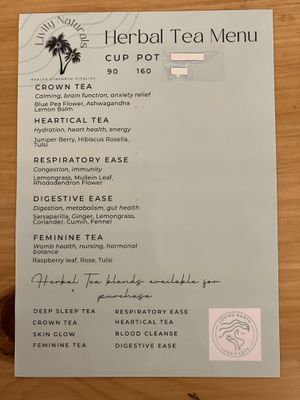 Livity Naturals
HEALTH STRENGTH VITALITY
Herbal Tea Menu
CUP POT
90 160
CROWN TEA
Calming, brain function, anxiety relief
Blue Pea Flower, Ashwagandha
Lemon Balm
HEARTICAL TEA
Hydration, heart health, energy
Juniper Berry, Hibiscus Rosella,
Tulsi
RESPIRATORY EASE
Congestion, immunity
Lemongrass, Mullein Leaf,
Rhododendron Flower
DIGESTIVE EASE
Digestion, metabolism, gut health
Sarsaparilla, Ginger, Lemongrass,
Coriander, Cumin, Fennel
FEMININE TEA
Womb health, nursing, hormonal
balance
Raspberry leaf, Rose, Tulsi
Herbal Tea blends available for
purchase
DEEP SLEEP TEA RESPIRATORY EASE
CROWN TEA HEARTICAL TEA
SKIN GLOW BLOOD CLEANSE
FEMININE TEA DIGESTIVE EASE